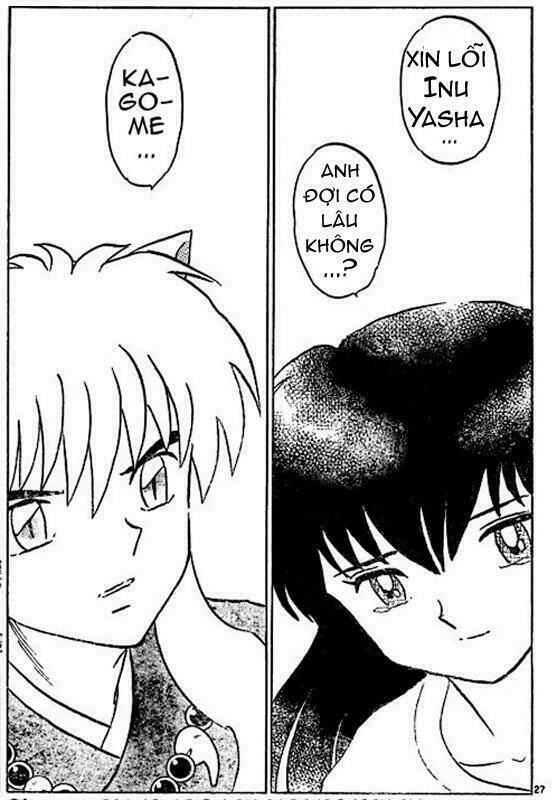 XIN LỖI
INU
YASHA
...
ANH
ĐỢI CÓ
LÂU
KHÔNG
...?
KA-
GO-
ME
...
27